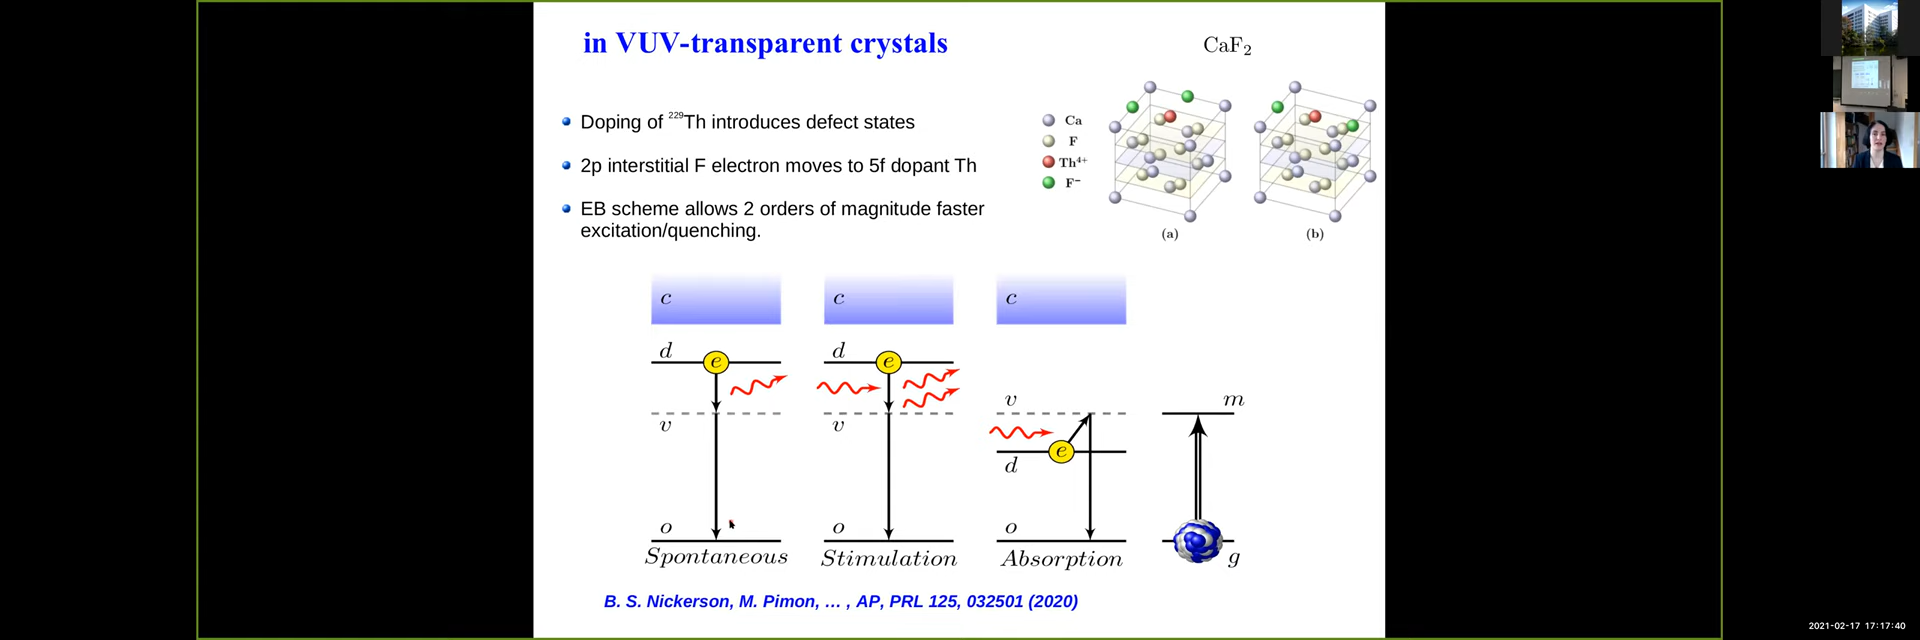 in VUV-transparent crystals
CaF2
Doping of 229Th introduces defect states
2p interstitial F electron moves to 5f dopant Th
EB scheme allows 2 orders of magnitude faster
excitation/quenching.
Ca
F
Th4+
F−
(a)
(b)
c
c
c
d
e
d
e
v
v
v
e
d
m
o
o
o
g
Spontaneous
Stimulation
Absorption
B. S. Nickerson, M. Pimon, ... , AP, PRL 125, 032501 (2020)
2021-02-17 17:17:40